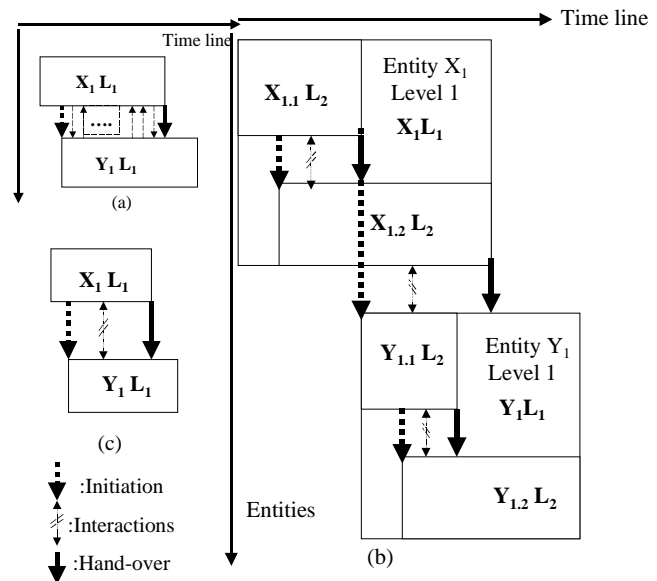 Time line
Time line
X₁ L₁
....
Y₁ L₁
(a)
X₁ L₁
Y₁ L₁
(c)
:Initiation
:Interactions
:Hand-over
Entities
X₁.₁ L₂
Entity X₁
Level 1
X₁L₁
X₁.₂ L₂
Y₁.₁ L₂
Entity Y₁
Level 1
Y₁L₁
Y₁.₂ L₂
(b)